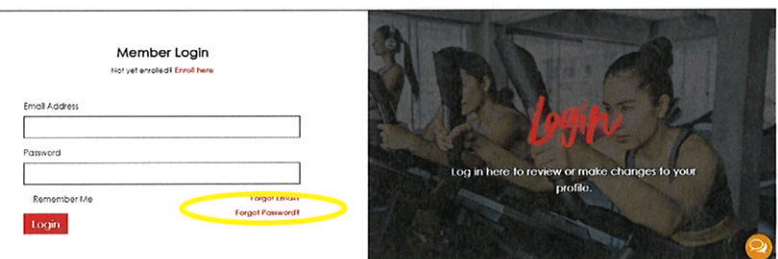 Member Login
Not yet enrolled? Enroll here
Email Address
Password
Remember Me
Forgot Email?
Forgot Password?
Login
Login
Log in here to review or make changes to your
profile.